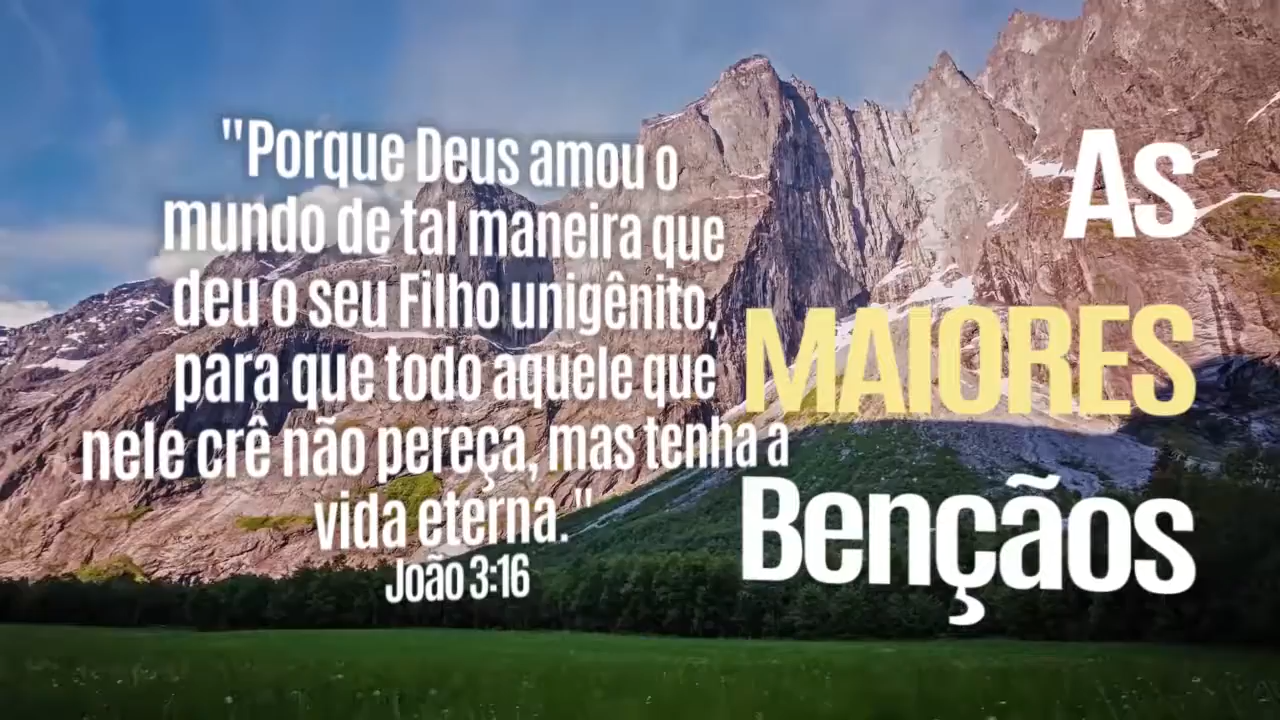 "Porque Deus amou o
mundo de tal maneira que
deu o seu Filho unigênito,
para que todo aquele que
nele crê não pereça, mas tenha a
vida eterna."
João 3:16
As
MAIORES
Bençãos